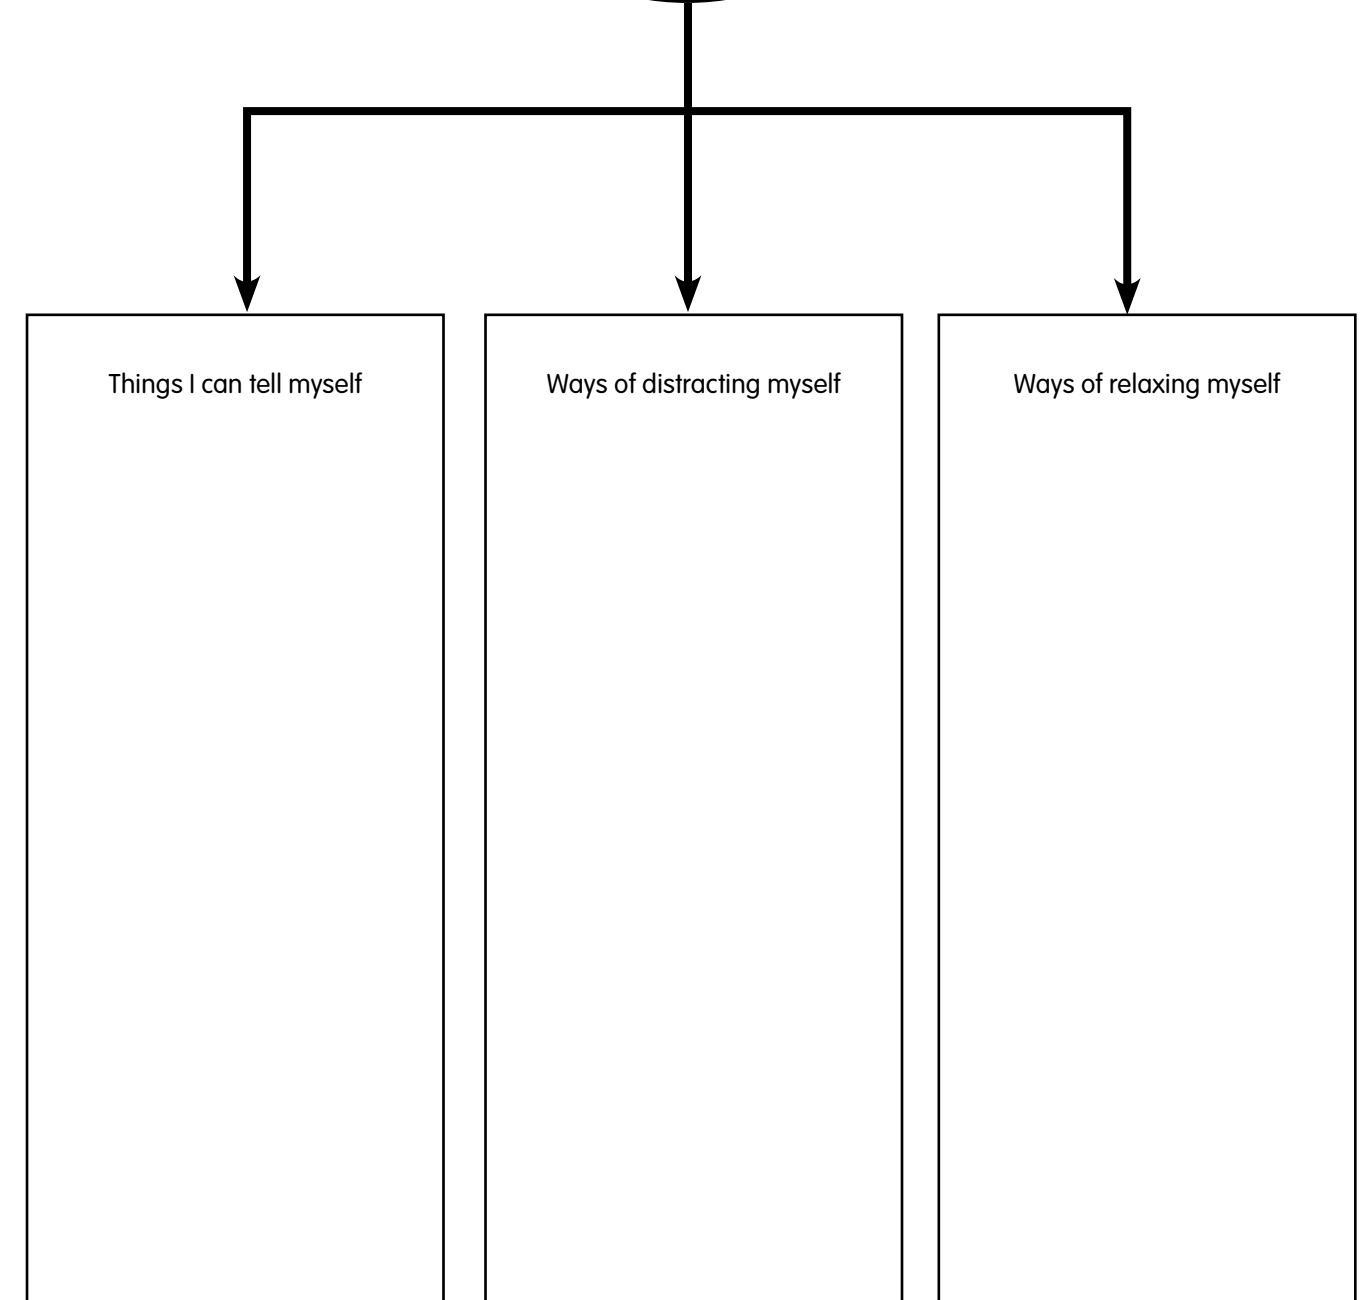 Things I can tell myself
Ways of distracting myself
Ways of relaxing myself